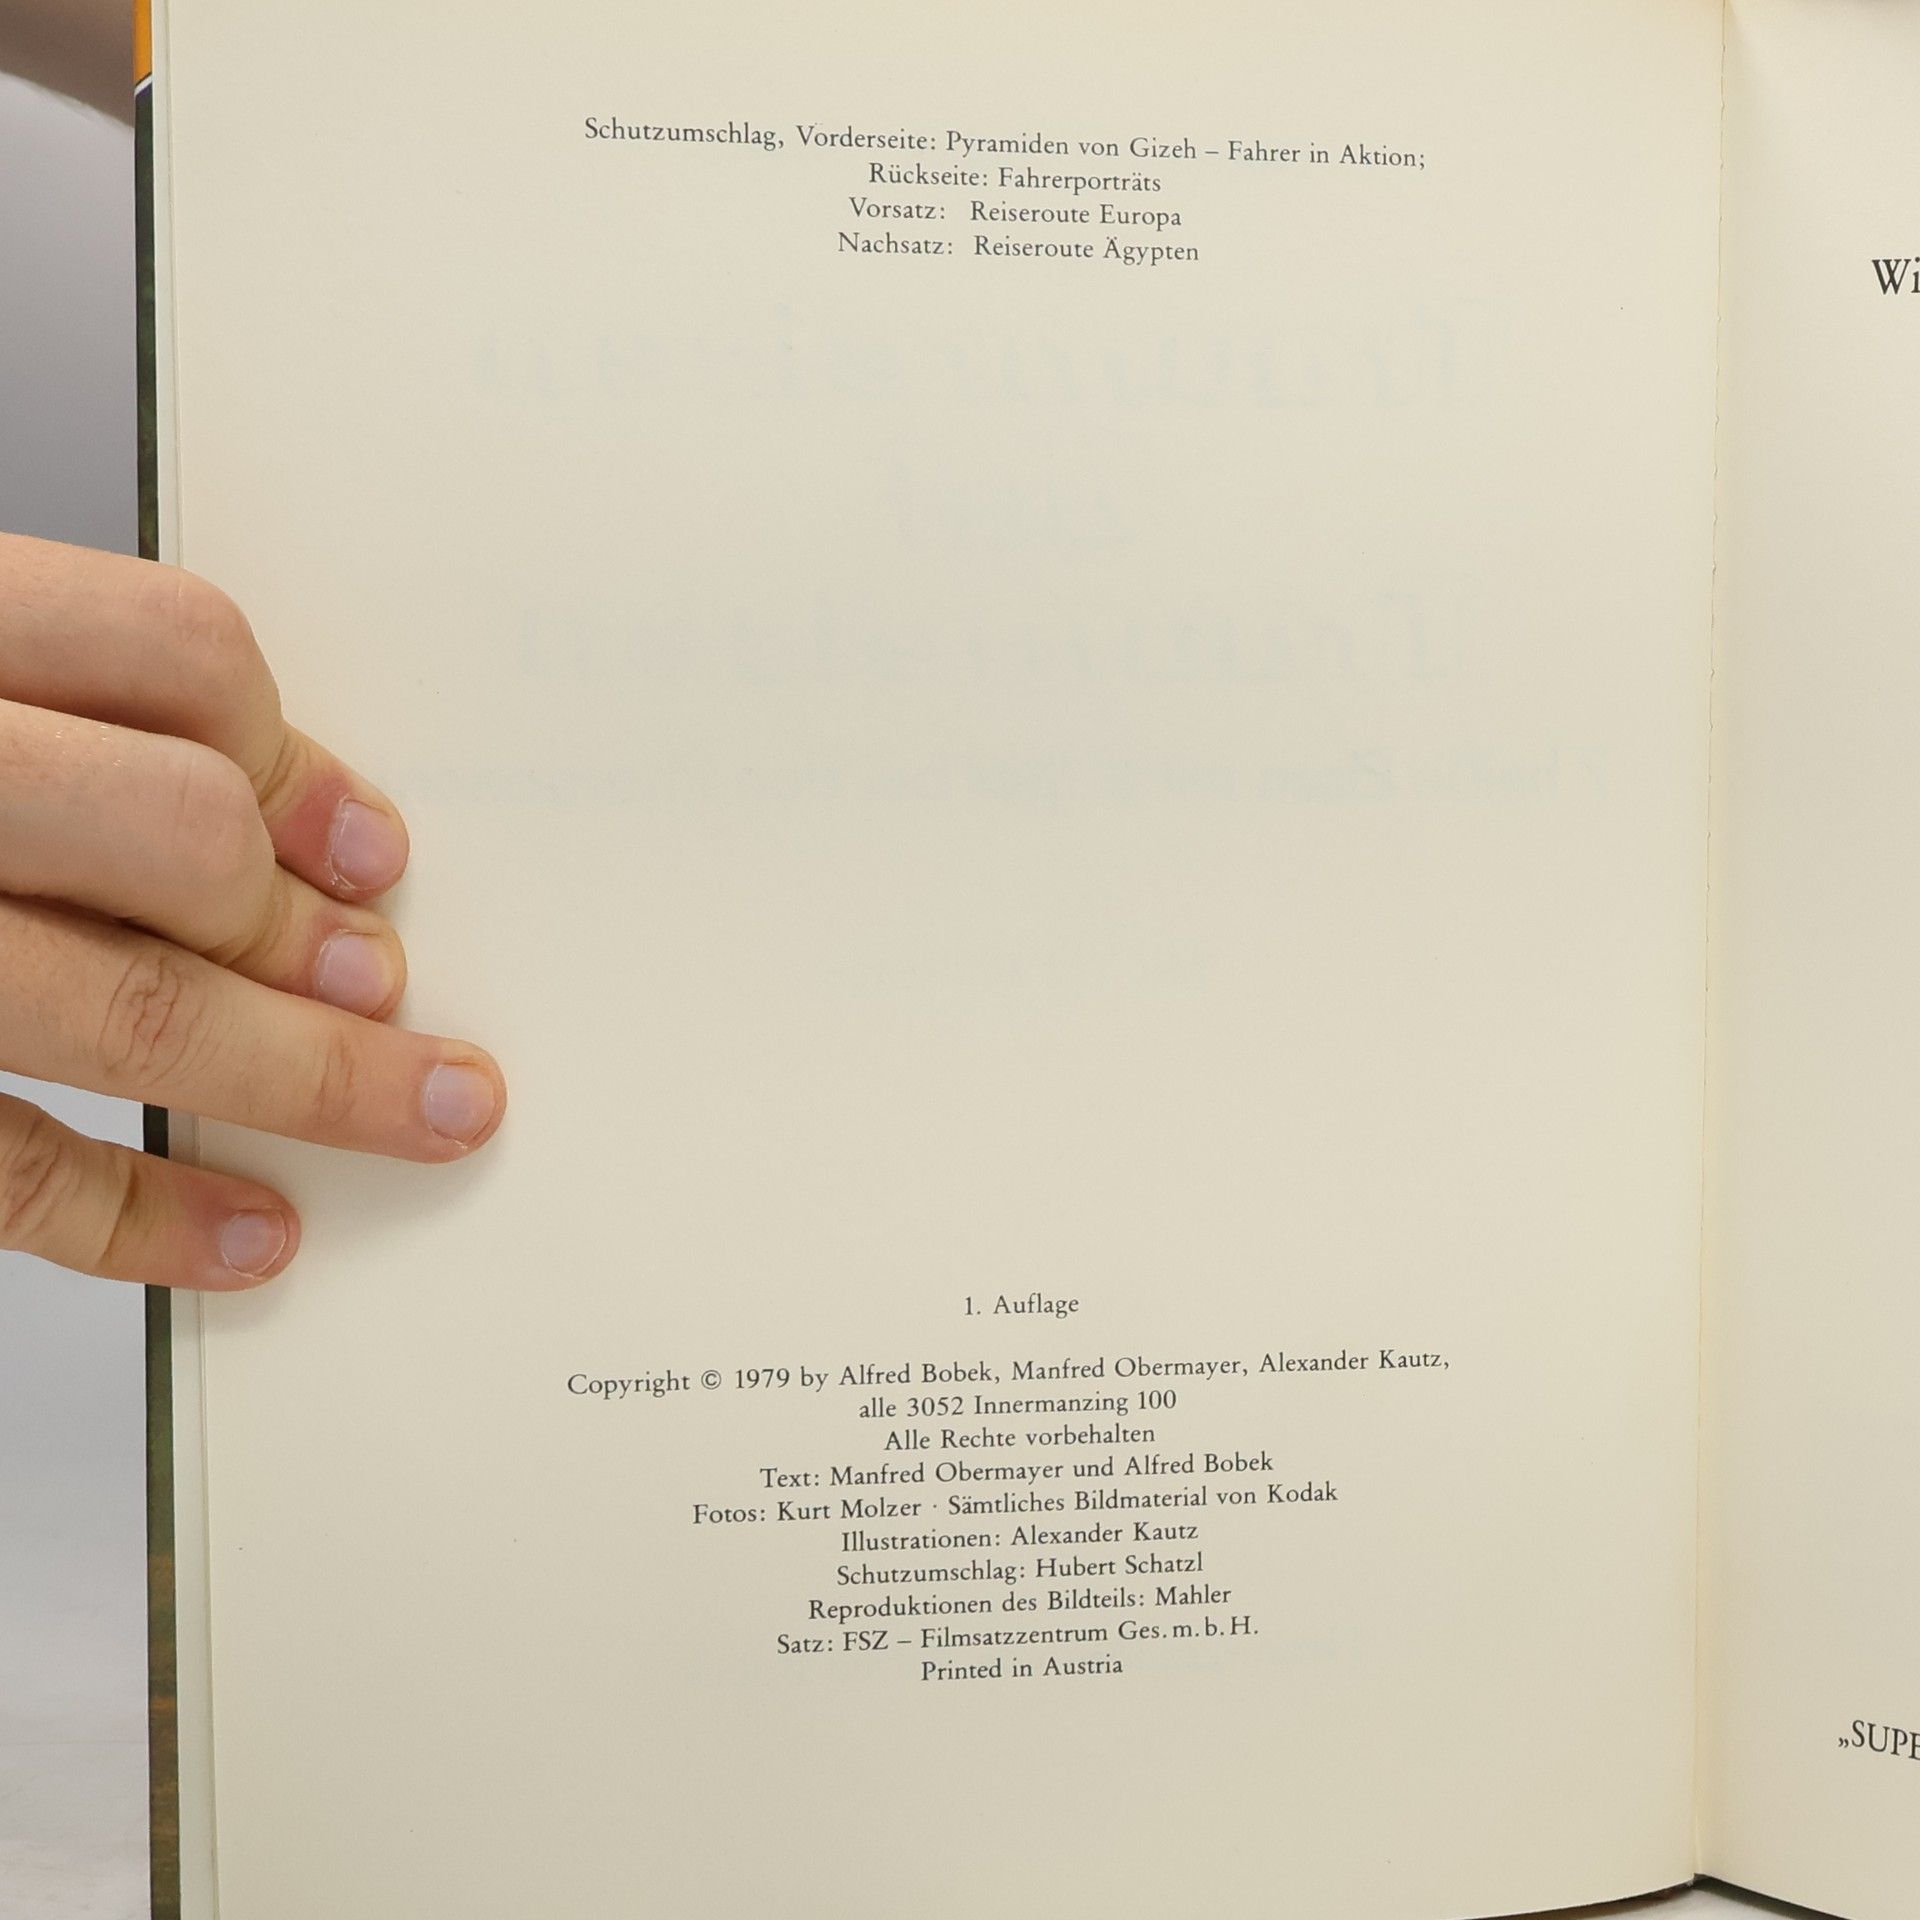 Schutzumschlag, Vorderseite: Pyramiden von Gizeh – Fahrer in Aktion;
Rückseite: Fahrerporträts
Vorsatz: Reiseroute Europa
Nachsatz: Reiseroute Ägypten
1. Auflage
Copyright © 1979 by Alfred Bobek, Manfred Obermayer, Alexander Kautz,
alle 3052 Innermanzing 100
Alle Rechte vorbehalten
Text: Manfred Obermayer und Alfred Bobek
Fotos: Kurt Molzer · Sämtliches Bildmaterial von Kodak
Illustrationen: Alexander Kautz
Schutzumschlag: Hubert Schatzl
Reproduktionen des Bildteils: Mahler
Satz: FSZ – Filmsatzzentrum Ges.m.b.H.
Printed in Austria